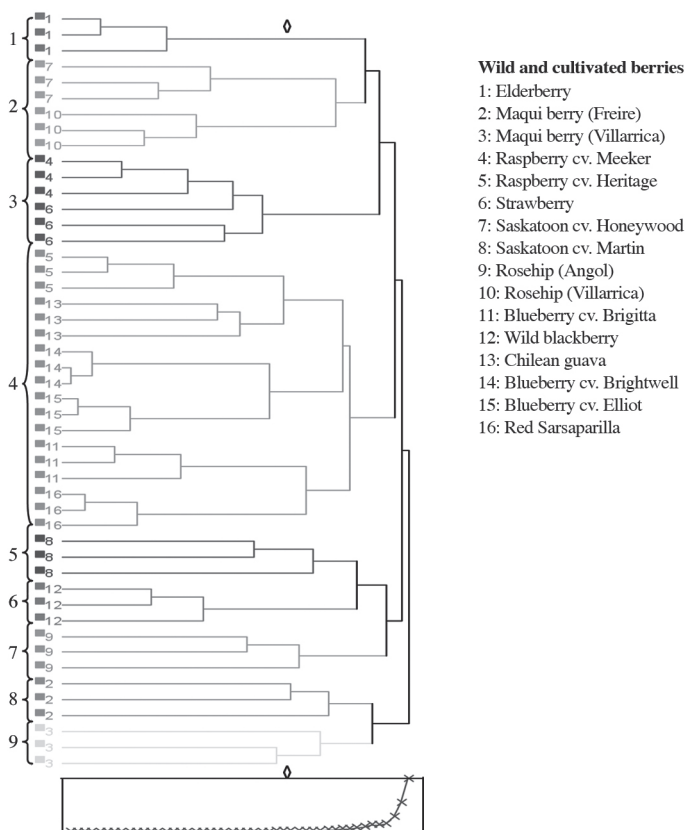 1
1
1 1
7
7
7
2 10
10
10
4
4
4
3 6
6
6
5
5
5
13
13
13
14
14
4 14
15
15
15
11
11
11
16
16
16
8
5 8
8
12
6 12
12
9
7 9
9
2
8 2
2
3
9 3
3
Wild and cultivated berries
1: Elderberry
2: Maqui berry (Freire)
3: Maqui berry (Villarrica)
4: Raspberry cv. Meeker
5: Raspberry cv. Heritage
6: Strawberry
7: Saskatoon cv. Honeywood
8: Saskatoon cv. Martin
9: Rosehip (Angol)
10: Rosehip (Villarrica)
11: Blueberry cv. Brigitta
12: Wild blackberry
13: Chilean guava
14: Blueberry cv. Brightwell
15: Blueberry cv. Elliot
16: Red Sarsaparilla